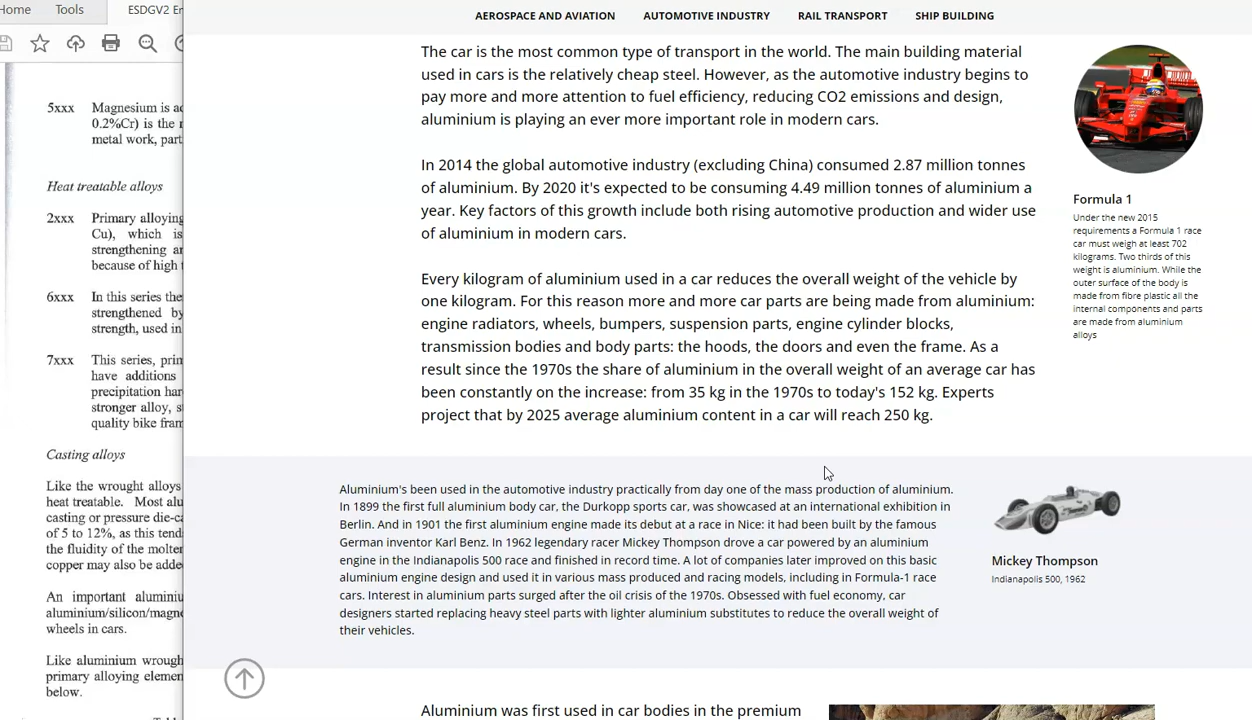 Home
Tools
ESDGV2 En
AEROSPACE AND AVIATION
AUTOMOTIVE INDUSTRY
RAIL TRANSPORT
SHIP BUILDING
5xxx Magnesium is
0.2%Cr) is the
metal work, part
Heat treatable alloys
2xxx Primary alloying
Cu), which is
strengthening
because of high
6xxx In this series the
strengthened by
strength, used in
7xxx This series,
have additions
precipitation
stronger alloy,
quality bike
Casting alloys
Like the wrought alloys
heat treatable. Most
casting or pressure
of 5 to 12%, as this
the fluidity of the
copper may also be
An important
aluminium/silicon/
wheels in cars.
Like aluminium
primary alloying
below.
The car is the most common type of transport in the world. The main building material
used in cars is the relatively cheap steel. However, as the automotive industry begins to
pay more and more attention to fuel efficiency, reducing CO2 emissions and design,
aluminium is playing an ever more important role in modern cars.
In 2014 the global automotive industry (excluding China) consumed 2.87 million tonnes
of aluminium. By 2020 it's expected to be consuming 4.49 million tonnes of aluminium a
year. Key factors of this growth include both rising automotive production and wider use
of aluminium in modern cars.
Every kilogram of aluminium used in a car reduces the overall weight of the vehicle by
one kilogram. For this reason more and more car parts are being made from aluminium:
engine radiators, wheels, bumpers, suspension parts, engine cylinder blocks,
transmission bodies and body parts: the hoods, the doors and even the frame. As a
result since the 1970s the share of aluminium in the overall weight of an average car has
been constantly on the increase: from 35 kg in the 1970s to today's 152 kg. Experts
project that by 2025 average aluminium content in a car will reach 250 kg.
Formula 1
Under the new 2015
requirements a Formula 1 race
car must weigh at least 702
kilograms. Two thirds of this
weight is aluminium. While the
outer surface of the body is
made from fibre plastic all the
internal components and parts
are made from aluminium
alloys
Aluminium's been used in the automotive industry practically from day one of the mass production of aluminium.
In 1899 the first full aluminium body car, the Durkopp sports car, was showcased at an international exhibition in
Berlin. And in 1901 the first aluminium engine made its debut at a race in Nice: it had been built by the famous
German inventor Karl Benz. In 1962 legendary racer Mickey Thompson drove a car powered by an aluminium
engine in the Indianapolis 500 race and finished in record time. A lot of companies later improved on this basic
aluminium engine design and used it in various mass produced and racing models, including in Formula-1 race
cars. Interest in aluminium parts surged after the oil crisis of the 1970s. Obsessed with fuel economy, car
designers started replacing heavy steel parts with lighter aluminium substitutes to reduce the overall weight of
their vehicles.
Mickey Thompson
Indianapolis 500, 1962
Aluminium was first used in car bodies in the premium